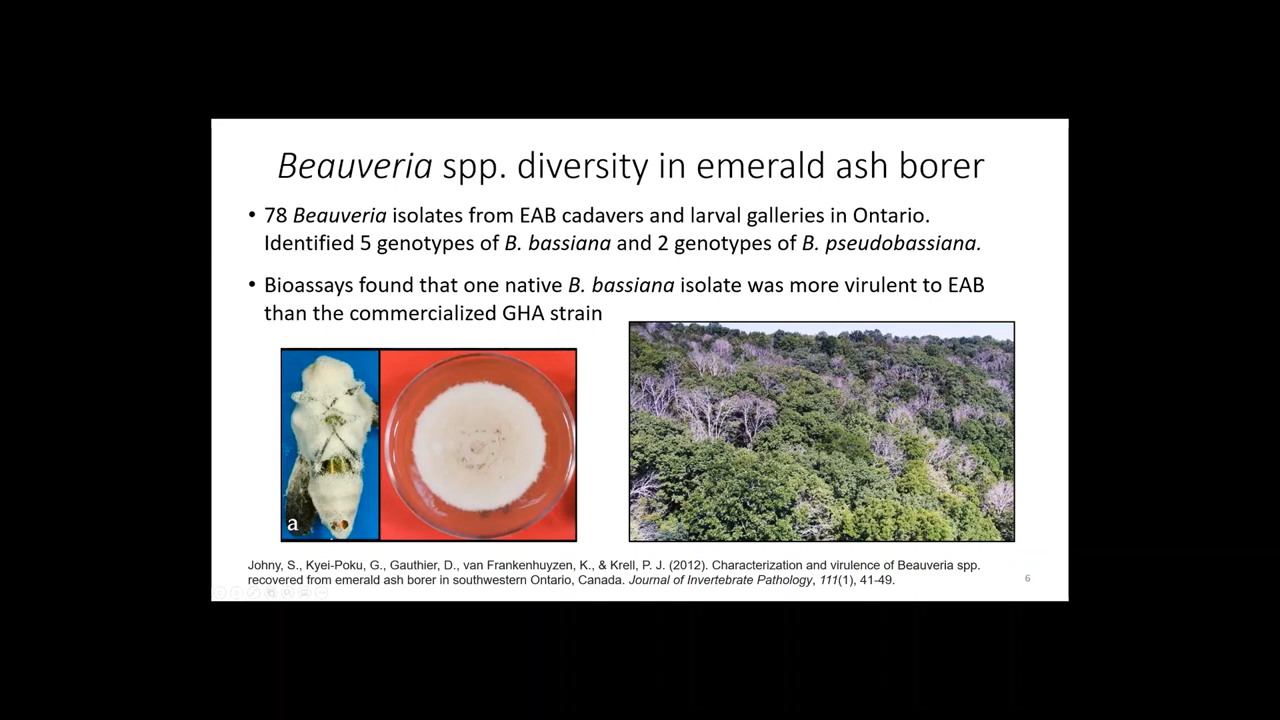 Beauveria spp. diversity in emerald ash borer
• 78 Beauveria isolates from EAB cadavers and larval galleries in Ontario.
Identified 5 genotypes of B. bassiana and 2 genotypes of B. pseudobassiana.
• Bioassays found that one native B. bassiana isolate was more virulent to EAB
than the commercialized GHA strain
a
Johny, S., Kyei-Poku, G., Gauthier, D., van Frankenhuyzen, K., & Krell, P. J. (2012). Characterization and virulence of Beauveria spp.
recovered from emerald ash borer in southwestern Ontario, Canada. Journal of Invertebrate Pathology, 111(1), 41-49.
6